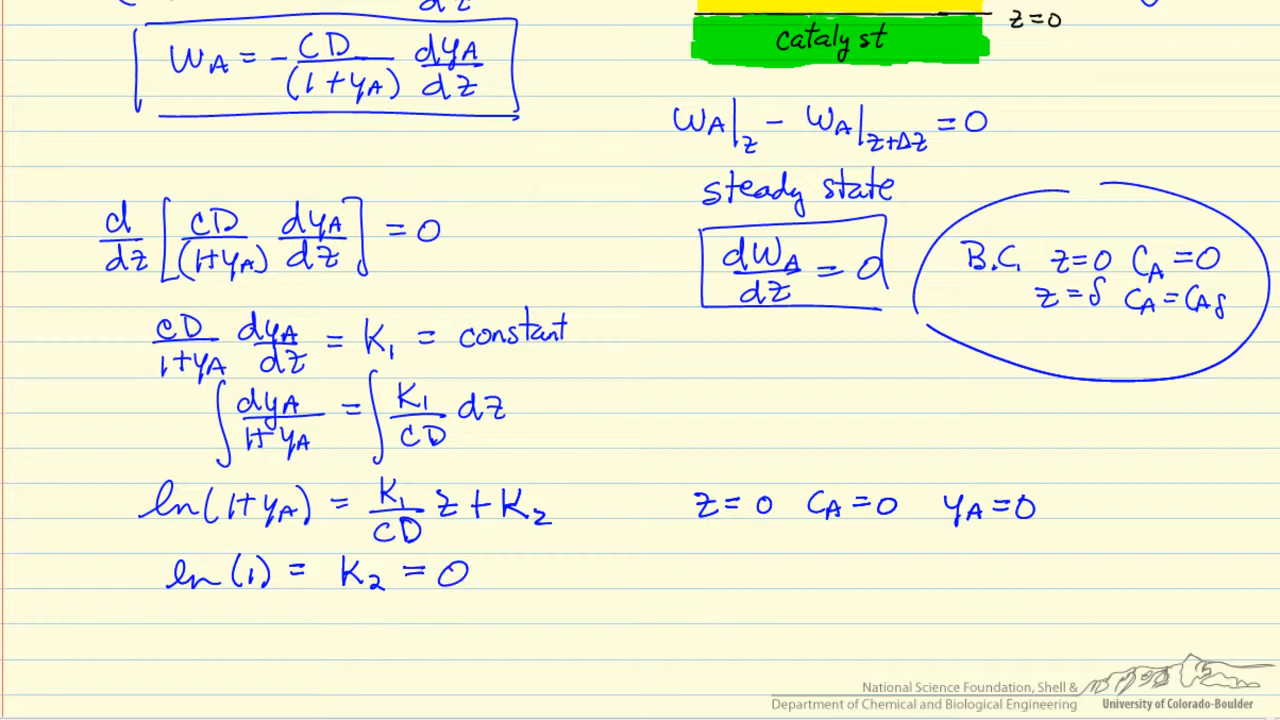 dz
W_A = - CD/(1+y_A) dy_A/dz
z=0
catalyst
W_A|_z - W_A|_z+Δz = 0
steady state
d/dz [CD/(1+y_A) dy_A/dz] = 0
dW_A/dz = 0
B.C. z=0 C_A=0
z=δ C_A=C_Aδ
CD/1+y_A dy_A/dz = K_1 = constant
∫ dy_A/1+y_A = ∫ K_1/CD dz
ln(1+y_A) = K_1/CD z + K_2
z=0 C_A=0 y_A=0
ln(1) = K_2 = 0
National Science Foundation, Shell &
Department of Chemical and Biological Engineering
University of Colorado-Boulder